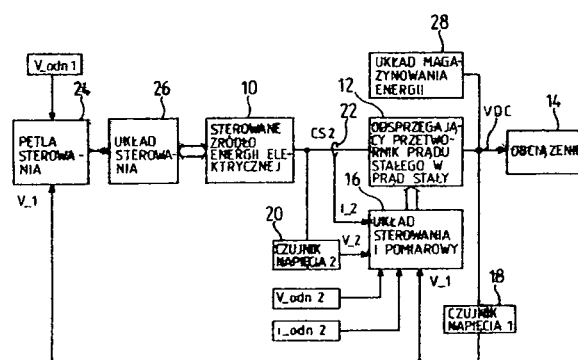 28
V_odn 1
24
26
10
UKŁAD MAGA-
ZYNOWANIA
ENERGII
22
12
VDC
14
PĘTLA
STEROWA-
NIA
UKŁAD
STEROWA-
NIA
STEROWANE
ŹRÓDŁO
ENERGII ELE-
KTRYCZNEJ
CS2
ODSPRZĘGAJĄ-
CY PRZETWO-
RNIK PRĄDU
STAŁEGO W
PRĄD STAŁY
OBCIĄŻENIE
V_1
16
20
I_2
V_2
CZUJNIK
NAPIĘCIA 2
UKŁAD
STEROWANIA
I POMIAROWY
V_1
18
V_odn 2
i_odn 2
CZUJNIK
NAPIĘCIA 1